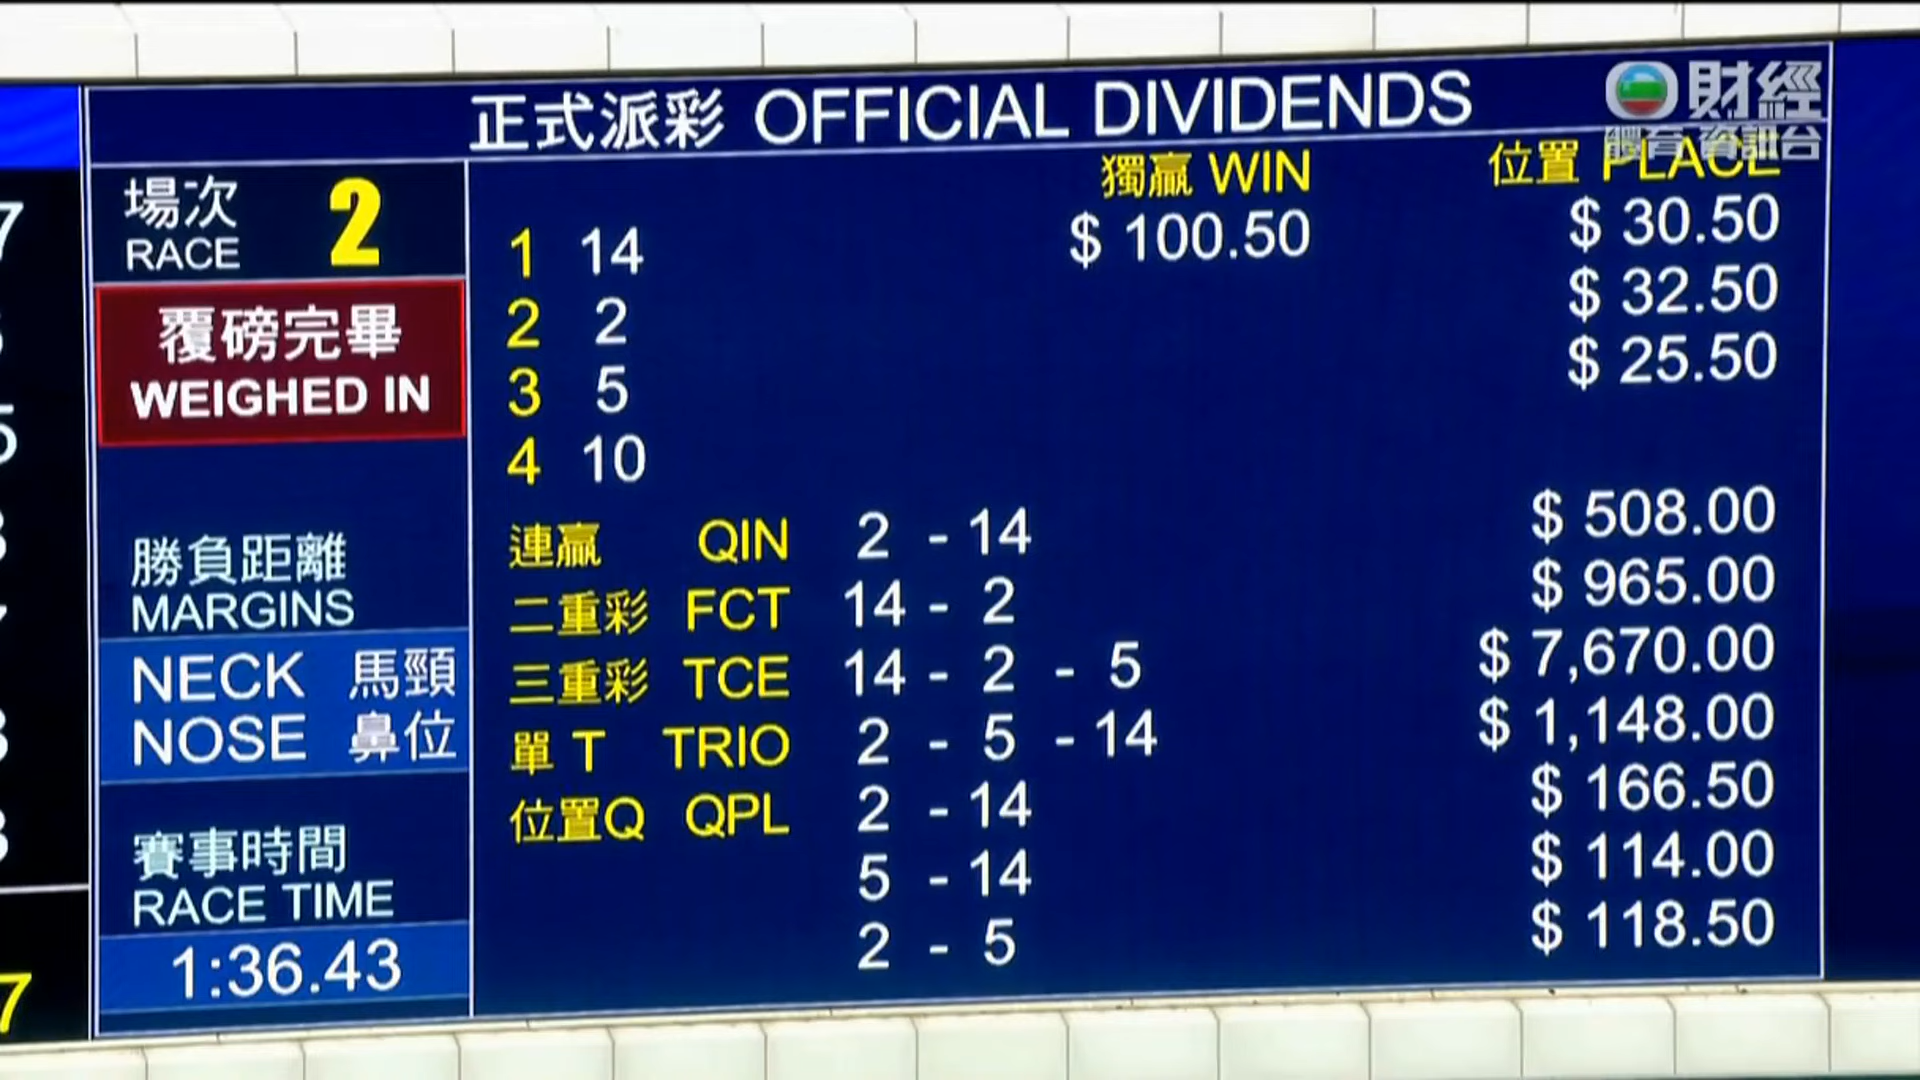 正式派彩 OFFICIAL DIVIDENDS
財經
體育 資訊台
場次 2
RACE
覆磅完畢
WEIGHED IN
勝負距離
MARGINS
NECK 馬頸
NOSE 鼻位
賽事時間
RACE TIME
1:36.43
獨贏 WIN 位置 PLACE
1 14 $ 100.50 $ 30.50
2 2 $ 32.50
3 5 $ 25.50
4 10
連贏 QIN 2 - 14 $ 508.00
二重彩 FCT 14 - 2 $ 965.00
三重彩 TCE 14 - 2 - 5 $ 7,670.00
單T TRIO 2 - 5 - 14 $ 1,148.00
位置Q QPL 2 - 14 $ 166.50
5 - 14 $ 114.00
2 - 5 $ 118.50